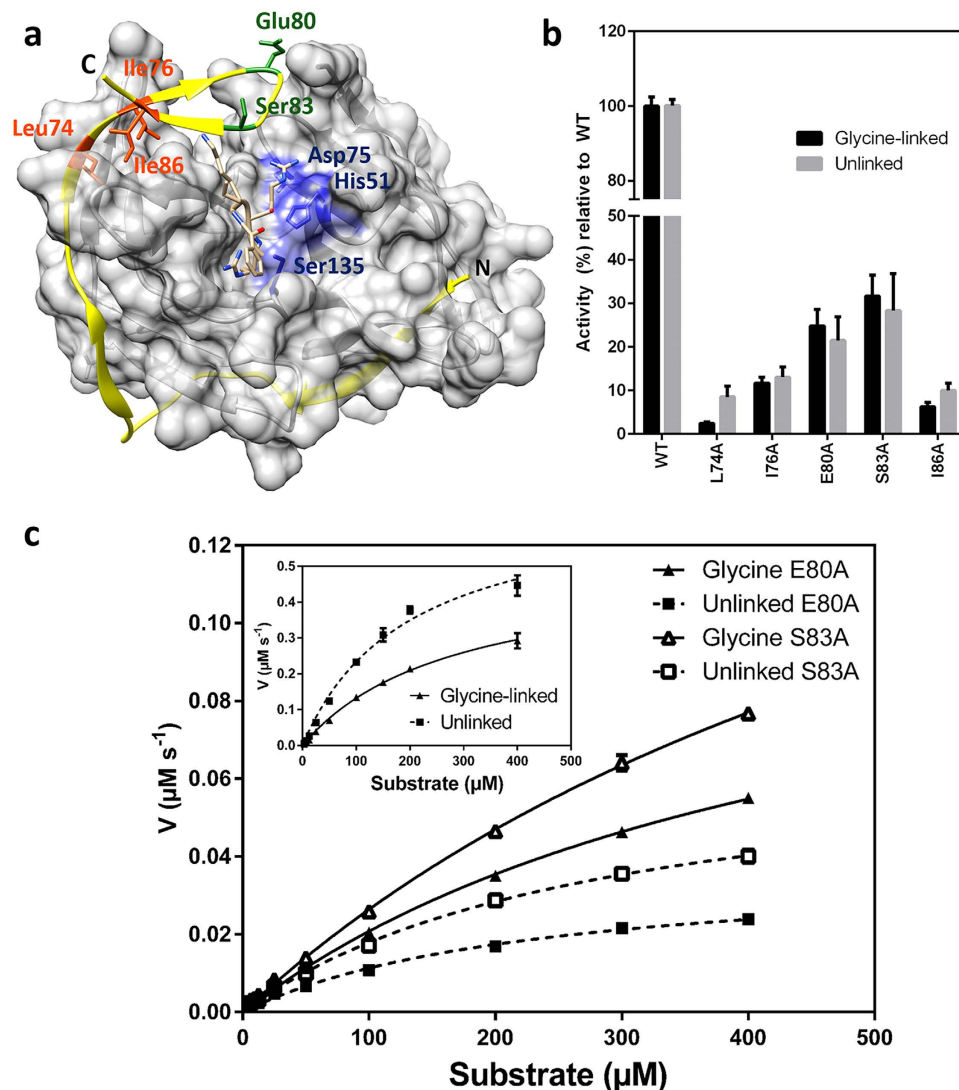 a
Glu80
C
Ile76
Ser83
Leu74
Ile86
Asp75
His51
Ser135
N
b
120
100
80
50
40
30
20
10
0
Activity (%) relative to WT
Glycine-linked
Unlinked
WT
L74A
I76A
E80A
S83A
I86A
c
0.12
0.10
0.08
0.06
0.04
0.02
0.00
V (µM s⁻¹)
0 100 200 300 400 500
Substrate (µM)
Glycine E80A
Unlinked E80A
Glycine S83A
Unlinked S83A
0.5
0.4
0.3
0.2
0.1
0.0
V (µM s⁻¹)
Glycine-linked
Unlinked
100 200 300 400 500
Substrate (µM)